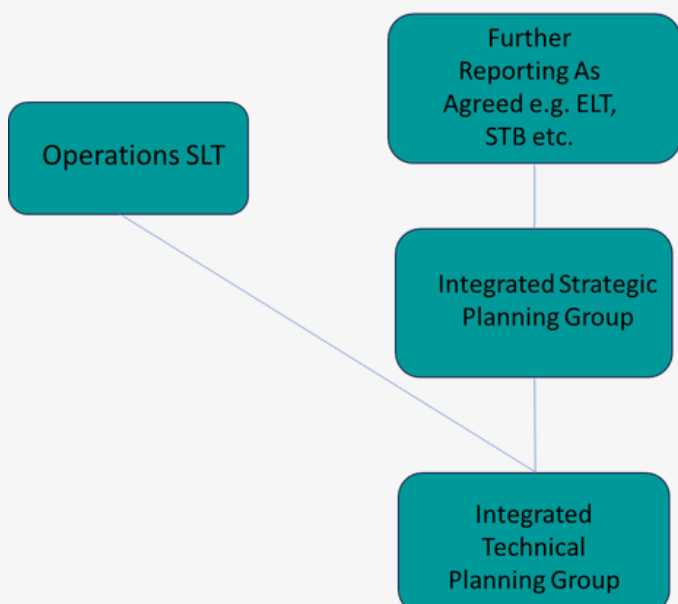 Further
Reporting As
Agreed e.g. ELT,
STB etc.
Operations SLT
Integrated Strategic
Planning Group
Integrated
Technical
Planning Group